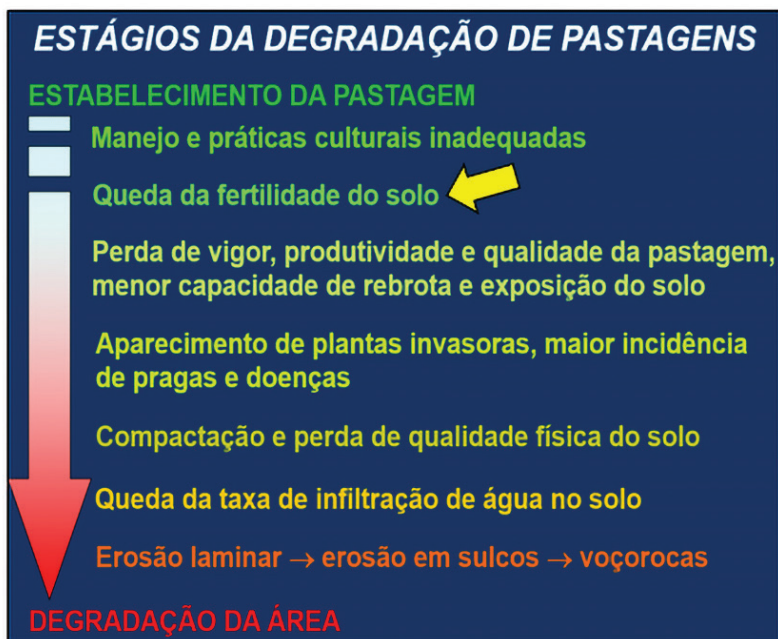 ESTÁGIOS DA DEGRADAÇÃO DE PASTAGENS
ESTABELECIMENTO DA PASTAGEM
Manejo e práticas culturais inadequadas
Queda da fertilidade do solo
Perda de vigor, produtividade e qualidade da pastagem,
menor capacidade de rebrota e exposição do solo
Aparecimento de plantas invasoras, maior incidência
de pragas e doenças
Compactação e perda de qualidade física do solo
Queda da taxa de infiltração de água no solo
Erosão laminar → erosão em sulcos → voçorocas
DEGRADAÇÃO DA ÁREA